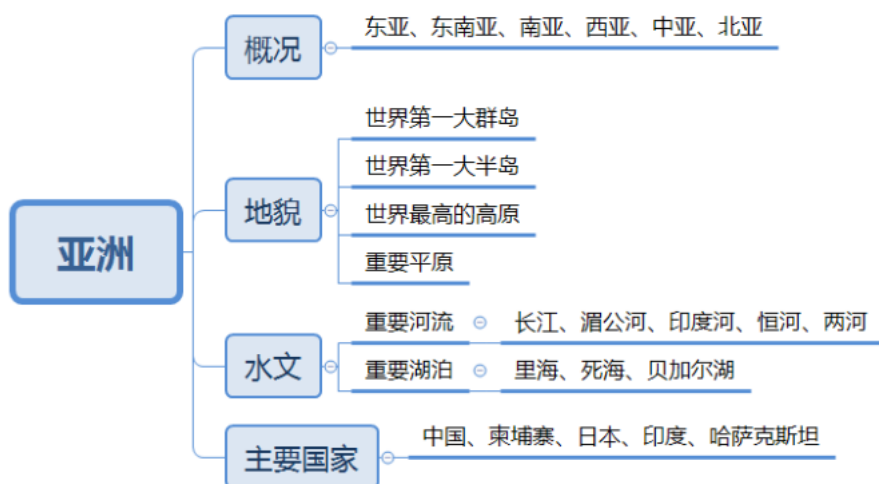 亚洲
概况
东亚、东南亚、南亚、西亚、中亚、北亚
地貌
世界第一大群岛
世界第一大半岛
世界最高的高原
重要平原
水文
重要河流
长江、湄公河、印度河、恒河、两河
重要湖泊
里海、死海、贝加尔湖
主要国家
中国、柬埔寨、日本、印度、哈萨克斯坦